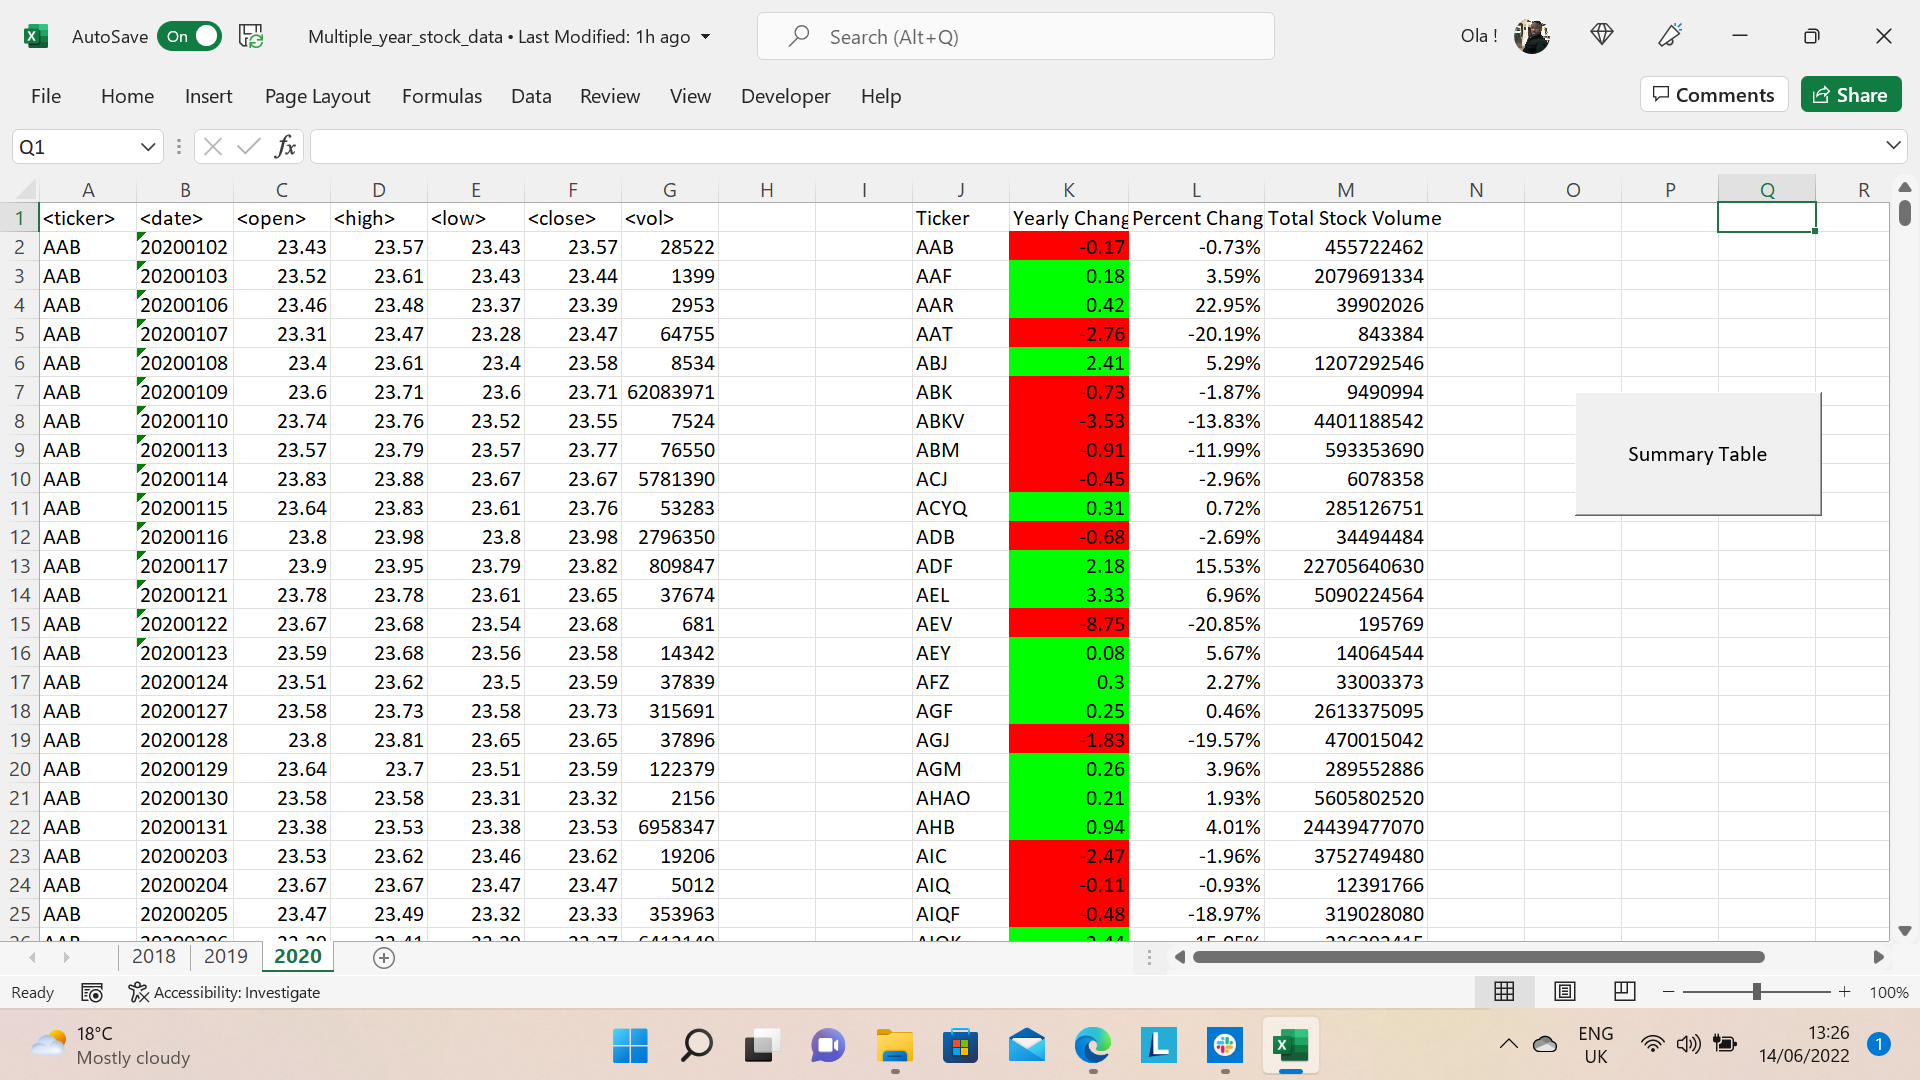 AutoSave On Multiple_year_stock_data • Last Modified: 1h ago Search (Alt+Q) Ola !
File Home Insert Page Layout Formulas Data Review View Developer Help Comments Share
Q1 fx
A B C D E F G H I J K L M N O P Q R
1 <ticker> <date> <open> <high> <low> <close> <vol> Ticker Yearly Chang Percent Chang Total Stock Volume
2 AAB 20200102 23.43 23.57 23.43 23.57 28522 AAB -0.17 -0.73% 455722462
3 AAB 20200103 23.52 23.61 23.43 23.44 1399 AAF 0.18 3.59% 2079691334
4 AAB 20200106 23.46 23.48 23.37 23.39 2953 AAR 0.42 22.95% 39902026
5 AAB 20200107 23.31 23.47 23.28 23.47 64755 AAT -2.76 -20.19% 843384
6 AAB 20200108 23.4 23.61 23.4 23.58 8534 ABJ 2.41 5.29% 1207292546
7 AAB 20200109 23.6 23.71 23.6 23.71 62083971 ABK -0.73 -1.87% 9490994
8 AAB 20200110 23.74 23.76 23.52 23.55 7524 ABKV -3.53 -13.83% 4401188542
9 AAB 20200113 23.57 23.79 23.57 23.77 76550 ABM -0.91 -11.99% 593353690
Summary Table
10 AAB 20200114 23.83 23.88 23.67 23.67 5781390 ACJ -0.45 -2.96% 6078358
11 AAB 20200115 23.64 23.83 23.61 23.76 53283 ACYQ 0.31 0.72% 285126751
12 AAB 20200116 23.8 23.98 23.8 23.98 2796350 ADB -0.68 -2.69% 34494484
13 AAB 20200117 23.9 23.95 23.79 23.82 809847 ADF 2.18 15.53% 22705640630
14 AAB 20200121 23.78 23.78 23.61 23.65 37674 AEL 3.33 6.96% 5090224564
15 AAB 20200122 23.67 23.68 23.54 23.68 681 AEV -8.75 -20.85% 195769
16 AAB 20200123 23.59 23.68 23.56 23.58 14342 AEY 0.08 5.67% 14064544
17 AAB 20200124 23.51 23.62 23.5 23.59 37839 AFZ 0.3 2.27% 33003373
18 AAB 20200127 23.58 23.73 23.58 23.73 315691 AGF 0.25 0.46% 2613375095
19 AAB 20200128 23.8 23.81 23.65 23.65 37896 AGJ -1.83 -19.57% 470015042
20 AAB 20200129 23.64 23.7 23.51 23.59 122379 AGM 0.26 3.96% 289552886
21 AAB 20200130 23.58 23.58 23.31 23.32 2156 AHAO 0.21 1.93% 5605802520
22 AAB 20200131 23.38 23.53 23.38 23.53 6958347 AHB 0.94 4.01% 24439477070
23 AAB 20200203 23.53 23.62 23.46 23.62 19206 AIC -2.47 -1.96% 3752749480
24 AAB 20200204 23.67 23.67 23.47 23.47 5012 AIQ -0.11 -0.93% 12391766
25 AAB 20200205 23.47 23.49 23.32 23.33 353963 AIQF -0.48 -18.97% 319028080
2018 2019 2020
Ready Accessibility: Investigate 100%
18°C
Mostly cloudy
ENG
UK
13:26
14/06/2022
1